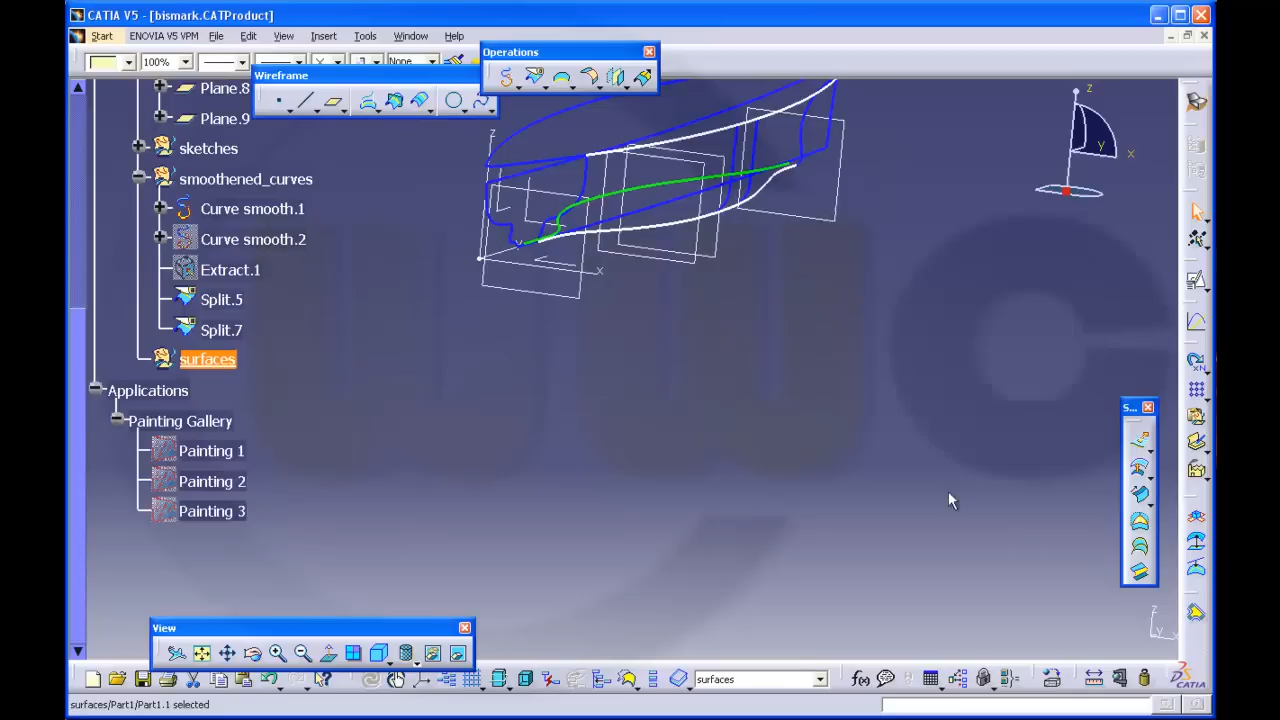 CATIA V5 - [bismark.CATProduct]
Start ENOVIA V5 VPM File Edit View Insert Tools Window Help
100% None
Operations
Wireframe
Plane.8
Plane.9
sketches
smoothened_curves
Curve smooth.1
Curve smooth.2
Extract.1
Split.5
Split.7
surfaces
Applications
Painting Gallery
Painting 1
Painting 2
Painting 3
z
x
z
y
x
S...
View
z
y
x
surfaces
f(x)
CATIA
surfaces/Part1/Part1.1 selected